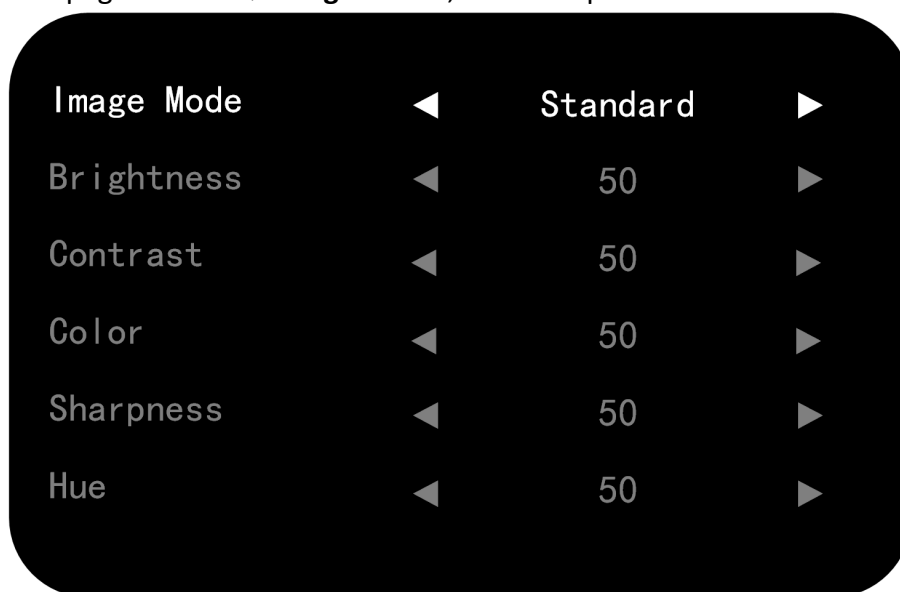 Image Mode ◀ Standard ▶
Brightness ◀ 50 ▶
Contrast ◀ 50 ▶
Color ◀ 50 ▶
Sharpness ◀ 50 ▶
Hue ◀ 50 ▶